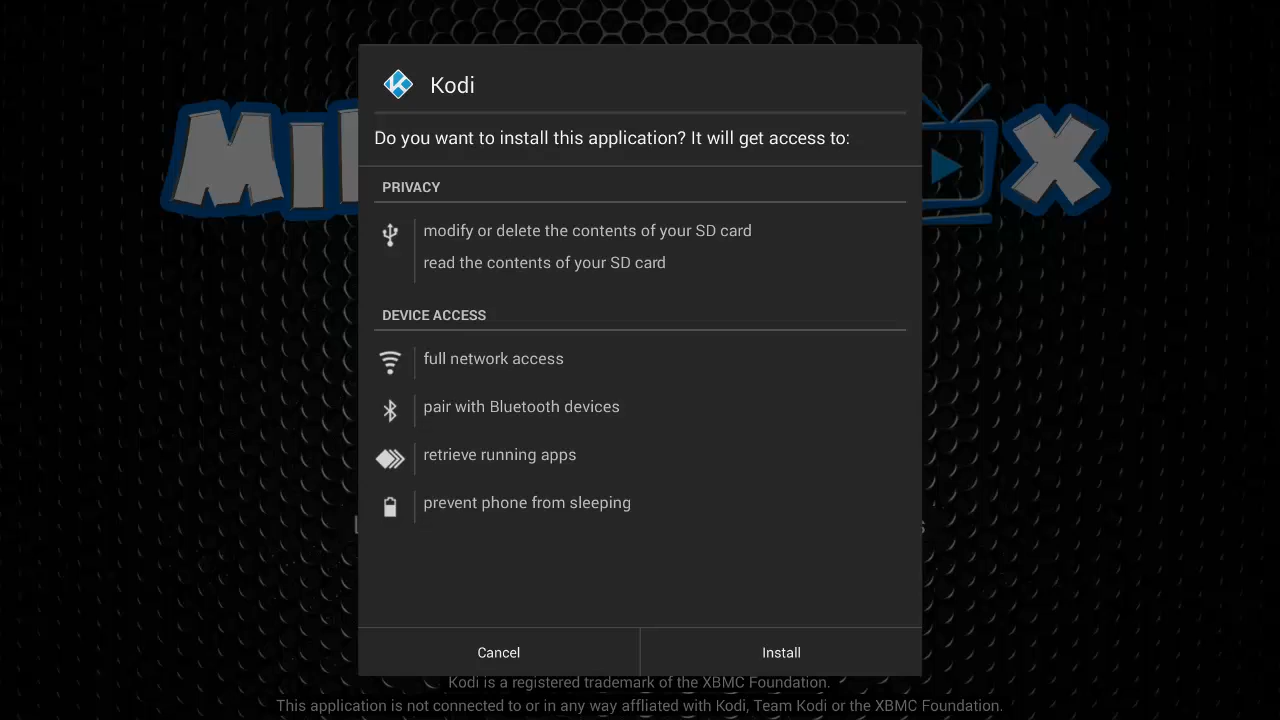 Kodi
Do you want to install this application? It will get access to:
PRIVACY
modify or delete the contents of your SD card
read the contents of your SD card
DEVICE ACCESS
full network access
pair with Bluetooth devices
retrieve running apps
prevent phone from sleeping
Cancel
Install
Kodi is a registered trademark of the XBMC Foundation.
This application is not connected to or in any way affliated with Kodi, Team Kodi or the XBMC Foundation.